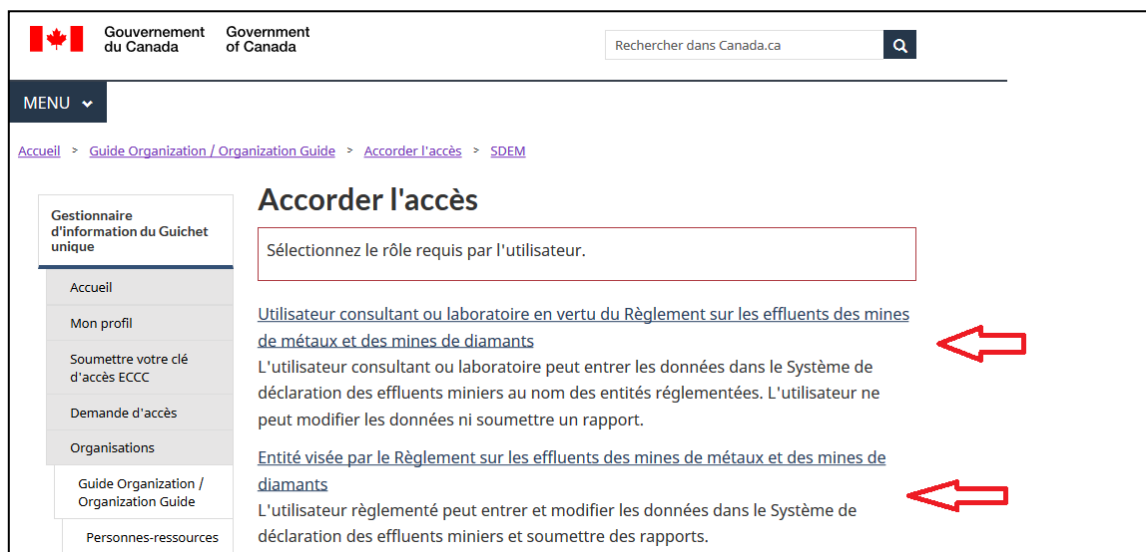 Gouvernement du Canada
Government of Canada
Rechercher dans Canada.ca
MENU
Accueil > Guide Organization / Organization Guide > Accorder l'accès > SDEM
Gestionnaire
d'information du Guichet
unique
Accueil
Mon profil
Soumettre votre clé
d'accès ECCC
Demande d'accès
Organisations
Guide Organization /
Organization Guide
Personnes-ressources
Accorder l'accès
Sélectionnez le rôle requis par l'utilisateur.
Utilisateur consultant ou laboratoire en vertu du Règlement sur les effluents des mines
de métaux et des mines de diamants
L'utilisateur consultant ou laboratoire peut entrer les données dans le Système de
déclaration des effluents miniers au nom des entités réglementées. L'utilisateur ne
peut modifier les données ni soumettre un rapport.
Entité visée par le Règlement sur les effluents des mines de métaux et des mines de
diamants
L'utilisateur règlementé peut entrer et modifier les données dans le Système de
déclaration des effluents miniers et soumettre des rapports.